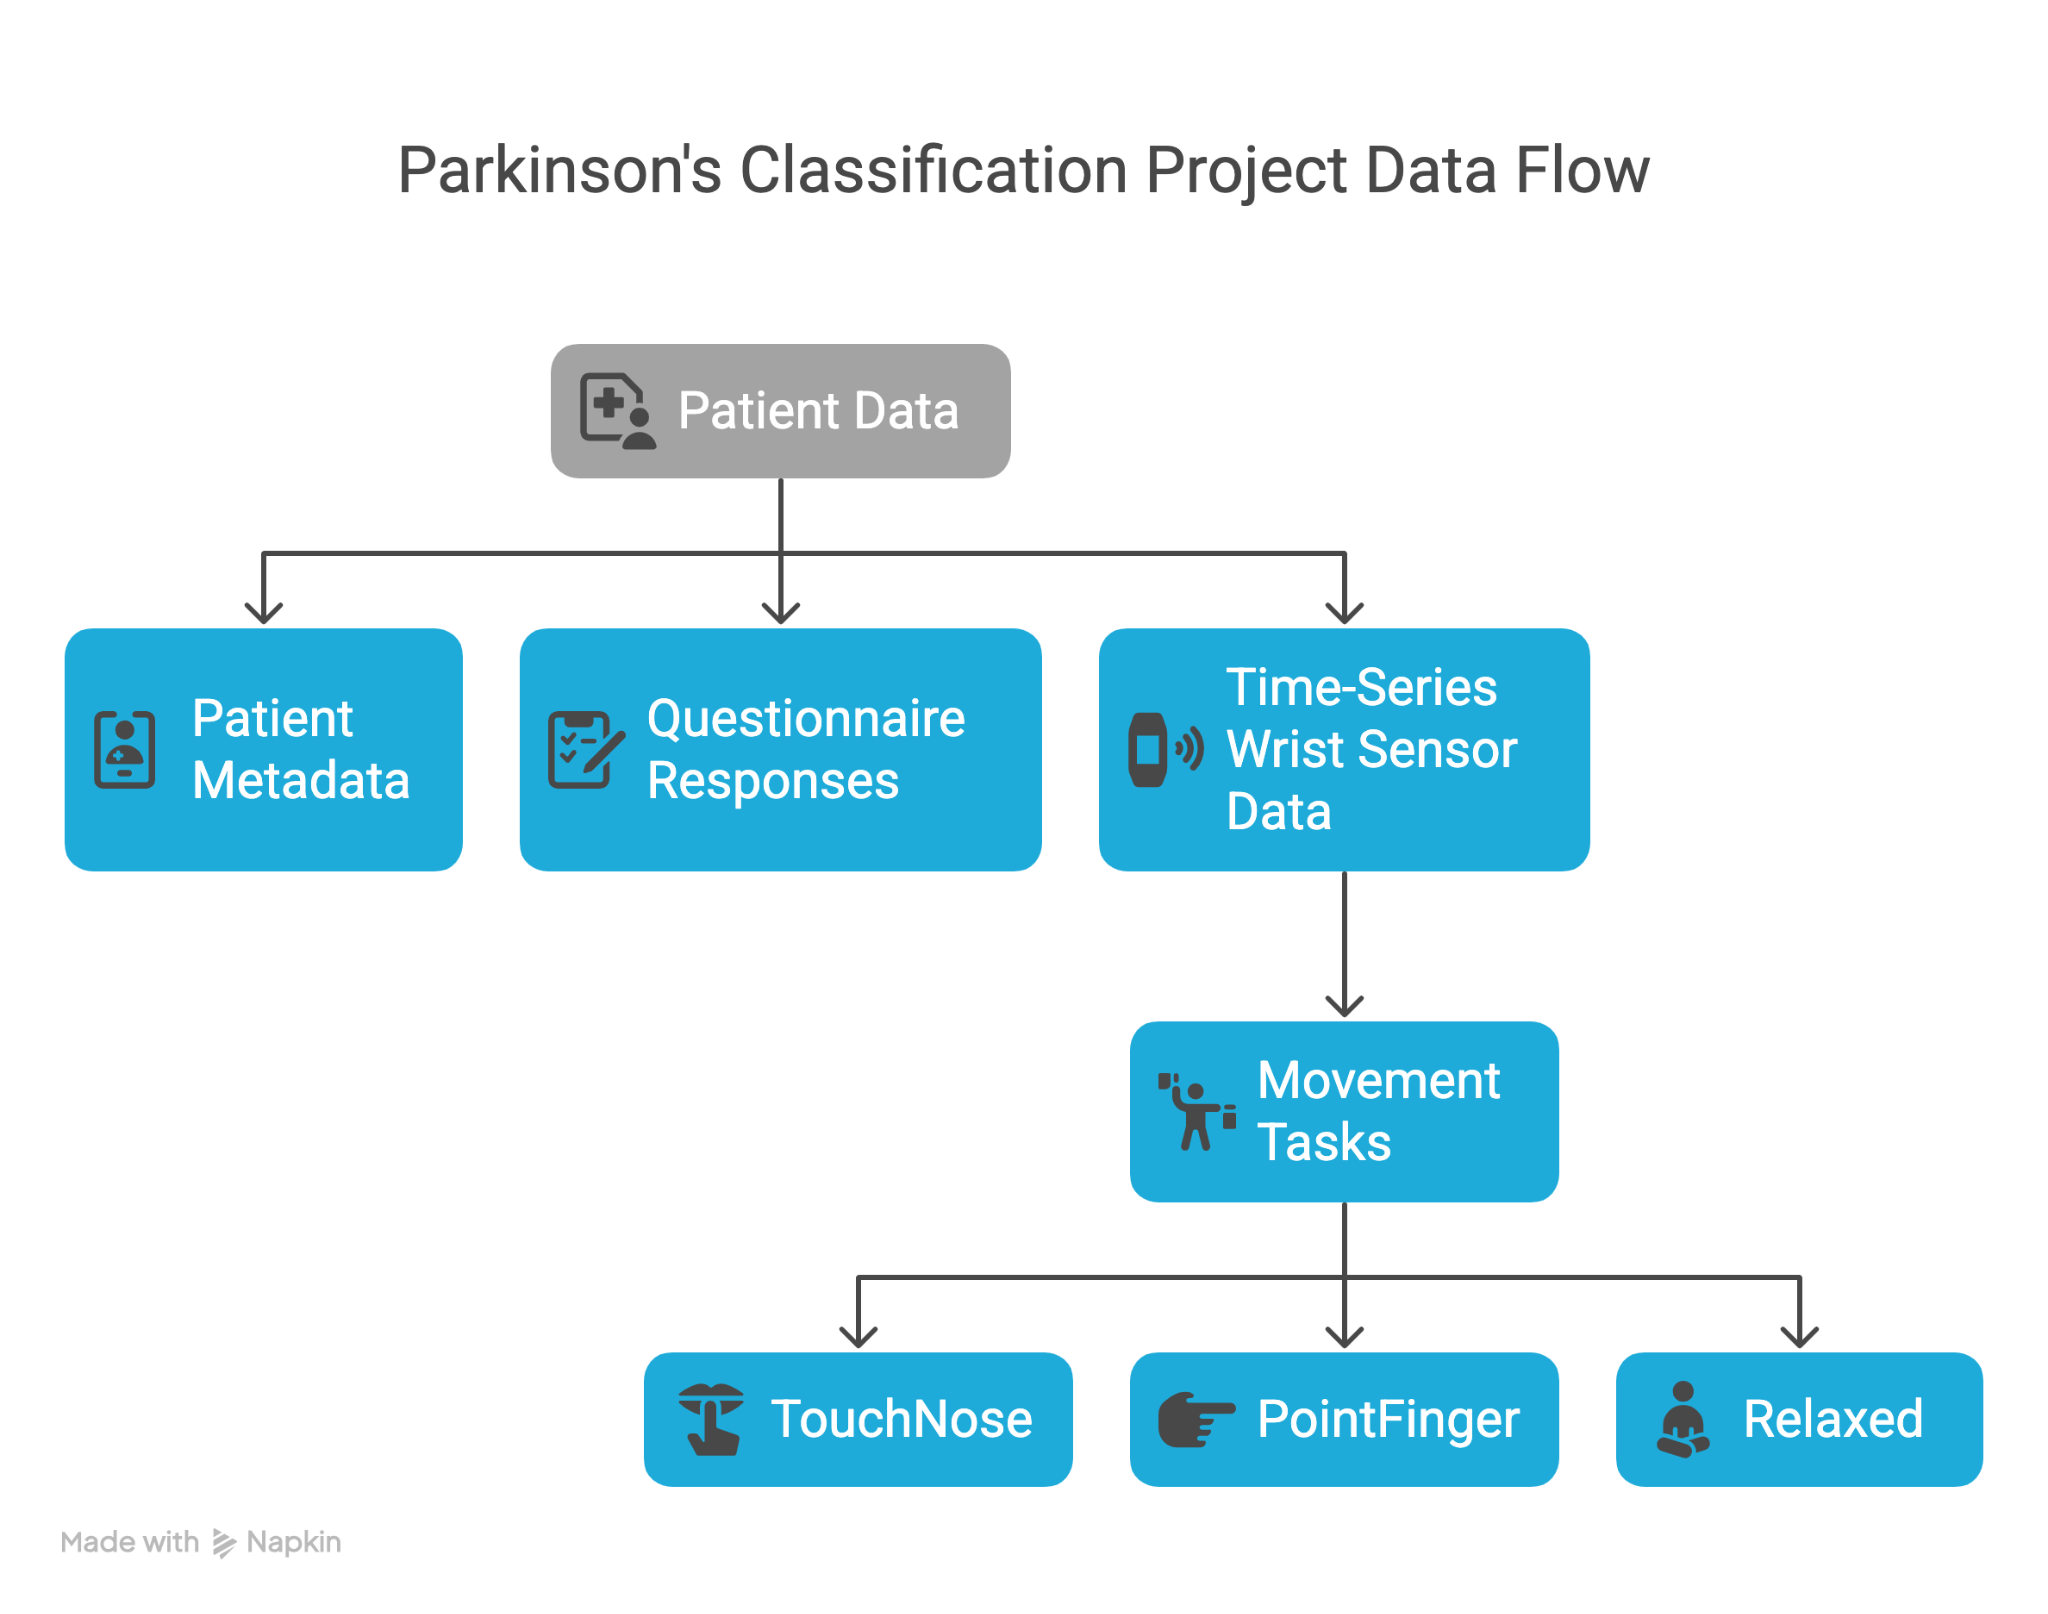 Parkinson's Classification Project Data Flow
Patient Data
Patient
Metadata
Questionnaire
Responses
Time-Series
Wrist Sensor
Data
Movement
Tasks
TouchNose
PointFinger
Relaxed
Made with Napkin